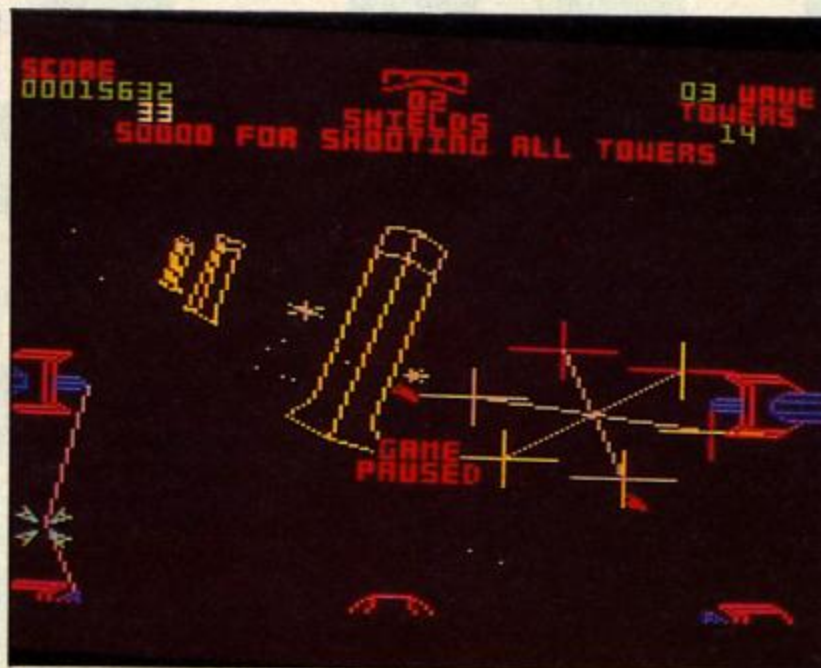 SCORE
00015632
33
02
SHIELDS
03 WAVE
TOWERS
14
50000 FOR SHOOTING ALL TOWERS
GAME
PAUSED